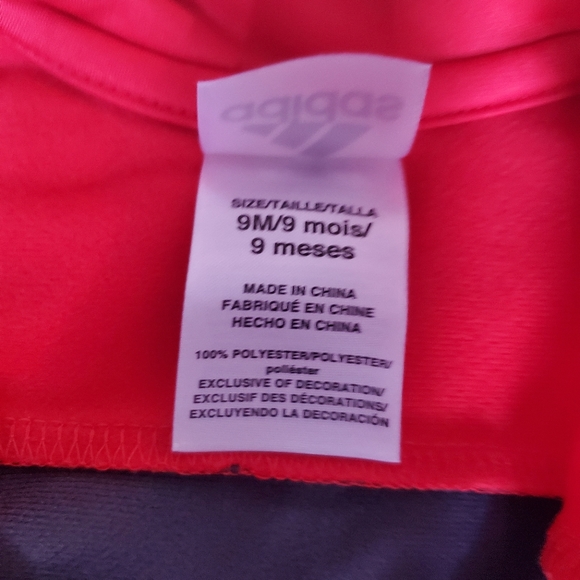 adidas
SIZE/TAILLE/TALLA
9M/9 mois/
9 meses
MADE IN CHINA
FABRIQUÉ EN CHINE
HECHO EN CHINA
100% POLYESTER/POLYESTER/
poliéster
EXCLUSIVE OF DECORATION/
EXCLUSIF DES DÉCORATIONS/
EXCLUYENDO LA DECORACIÓN